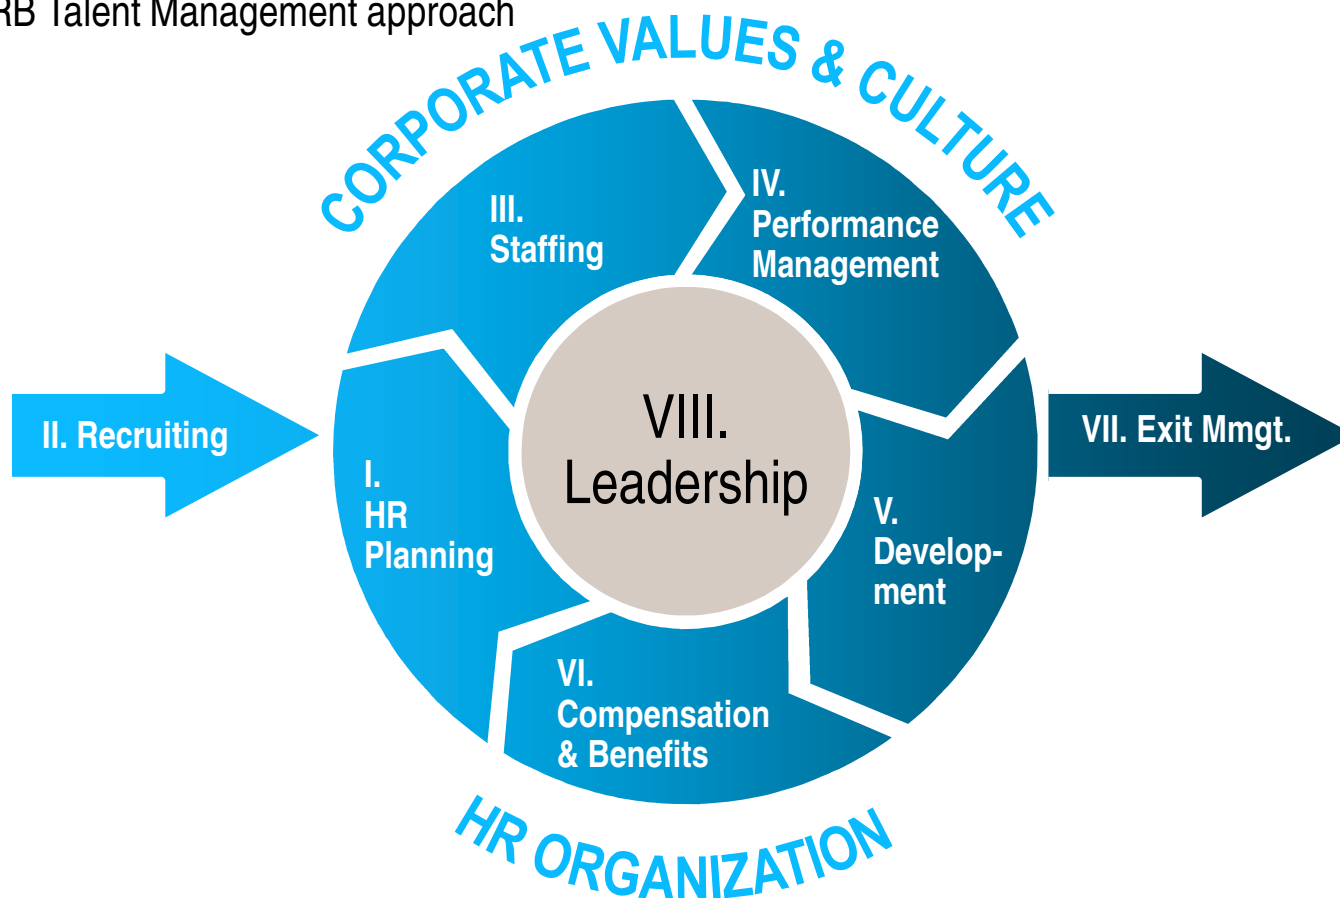 RB Talent Management approach
CORPORATE VALUES & CULTURE
III.
Staffing
IV.
Performance
Management
II. Recruiting
I.
HR
Planning
VIII.
Leadership
VII. Exit Mmgt.
V.
Develop-
ment
VI.
Compensation
& Benefits
HR ORGANIZATION